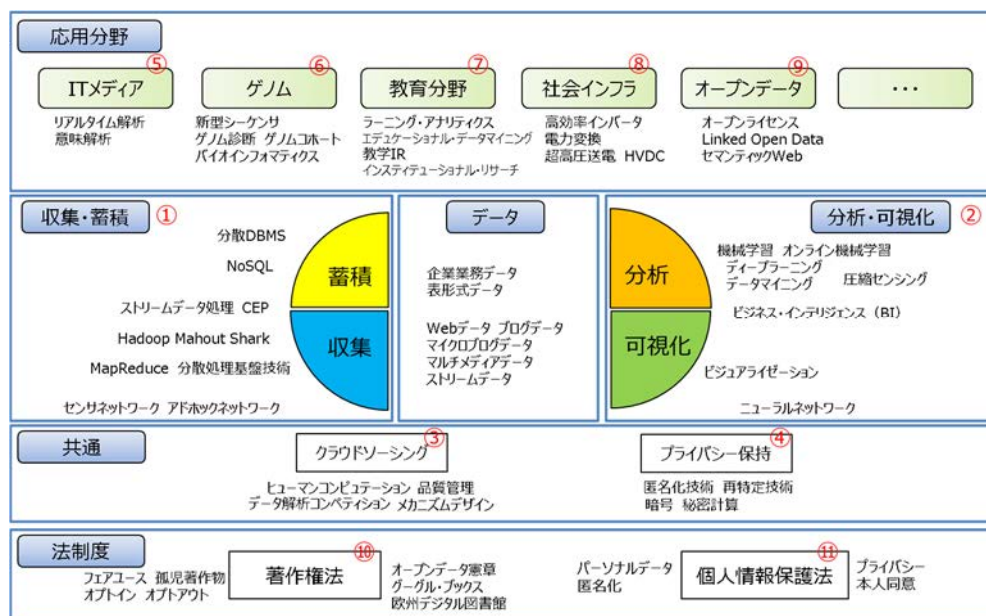 応用分野
⑤
ITメディア
リアルタイム解析
意味解析
⑥
ゲノム
新型シーケンサ
ゲノム診断 ゲノムコホート
バイオインフォマティクス
⑦
教育分野
ラーニング・アナリティクス
エデュケーショナル・データマイニング
教学IR
インスティテューショナル・リサーチ
⑧
社会インフラ
高効率インバータ
電力変換
超高圧送電 HVDC
⑨
オープンデータ
オープンライセンス
Linked Open Data
セマンティックWeb
・・・
収集・蓄積 ①
分散DBMS
NoSQL
ストリームデータ処理 CEP
Hadoop Mahout Shark
MapReduce 分散処理基盤技術
センサネットワーク アドホックネットワーク
蓄積
収集
データ
企業業務データ
表形式データ
Webデータ ブログデータ
マイクロブログデータ
マルチメディアデータ
ストリームデータ
分析・可視化 ②
分析
可視化
機械学習 オンライン機械学習
ディープラーニング
データマイニング
圧縮センシング
ビジネス・インテリジェンス（BI）
ビジュアライゼーション
ニューラルネットワーク
共通
③
クラウドソーシング
ヒューマンコンピュテーション 品質管理
データ解析コンペティション メカニズムデザイン
④
プライバシー保持
匿名化技術 再特定技術
暗号 秘密計算
法制度
フェアユース 孤児著作物
オプトイン オプトアウト
⑩
著作権法
オープンデータ憲章
グーグル・ブックス
欧州デジタル図書館
パーソナルデータ
匿名化
⑪
個人情報保護法
プライバシー
本人同意